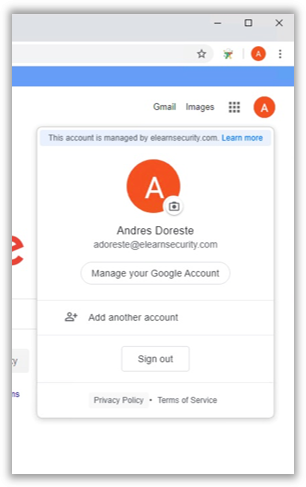 A
Gmail Images
A
This account is managed by elearnsecurity.com. Learn more
A
Andres Doreste
adoreste@elearnsecurity.com
Manage your Google Account
Add another account
Sign out
Privacy Policy • Terms of Service